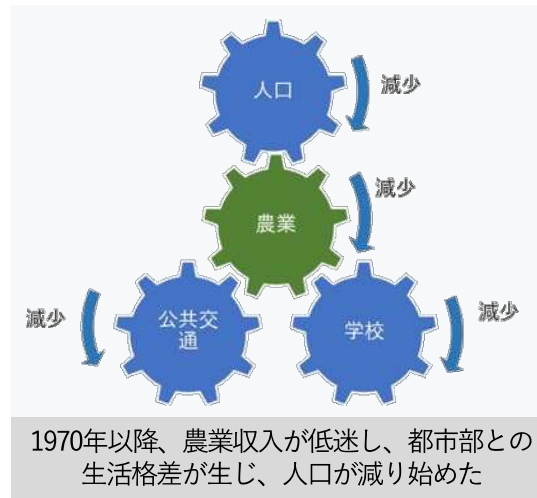 人口
減少
減少
農業
減少
公共交
通
学校
減少
1970年以降、農業収入が低迷し、都市部との
生活格差が生じ、人口が減り始めた